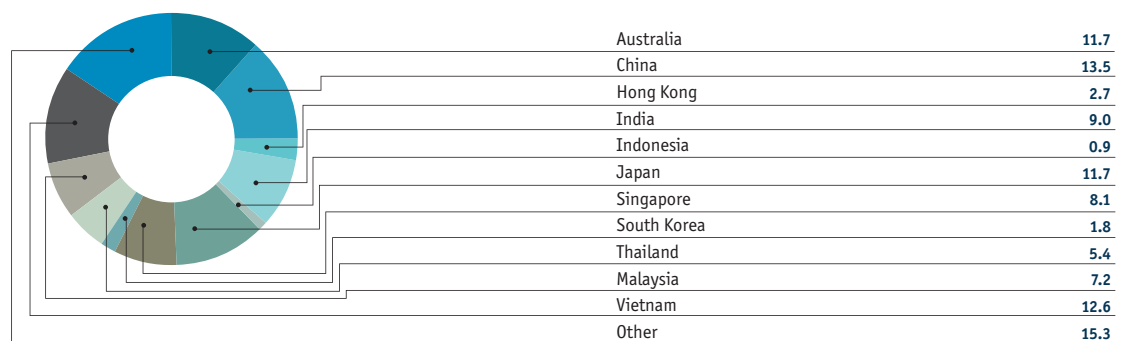 Australia 11.7
China 13.5
Hong Kong 2.7
India 9.0
Indonesia 0.9
Japan 11.7
Singapore 8.1
South Korea 1.8
Thailand 5.4
Malaysia 7.2
Vietnam 12.6
Other 15.3